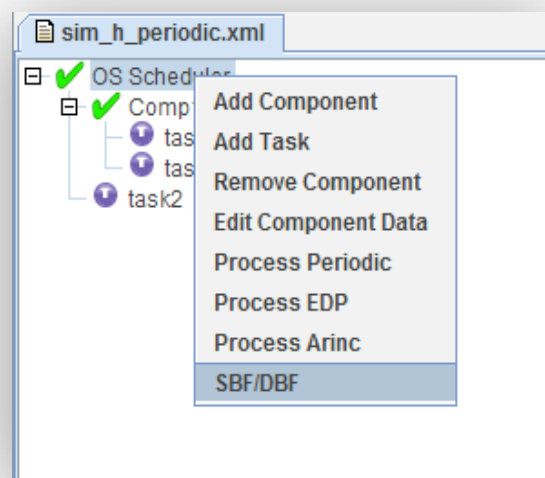 sim_h_periodic.xml
OS Scheduler
Add Component
Add Task
task2
Remove Component
Edit Component Data
Process Periodic
Process EDP
Process Arinc
SBF/DBF